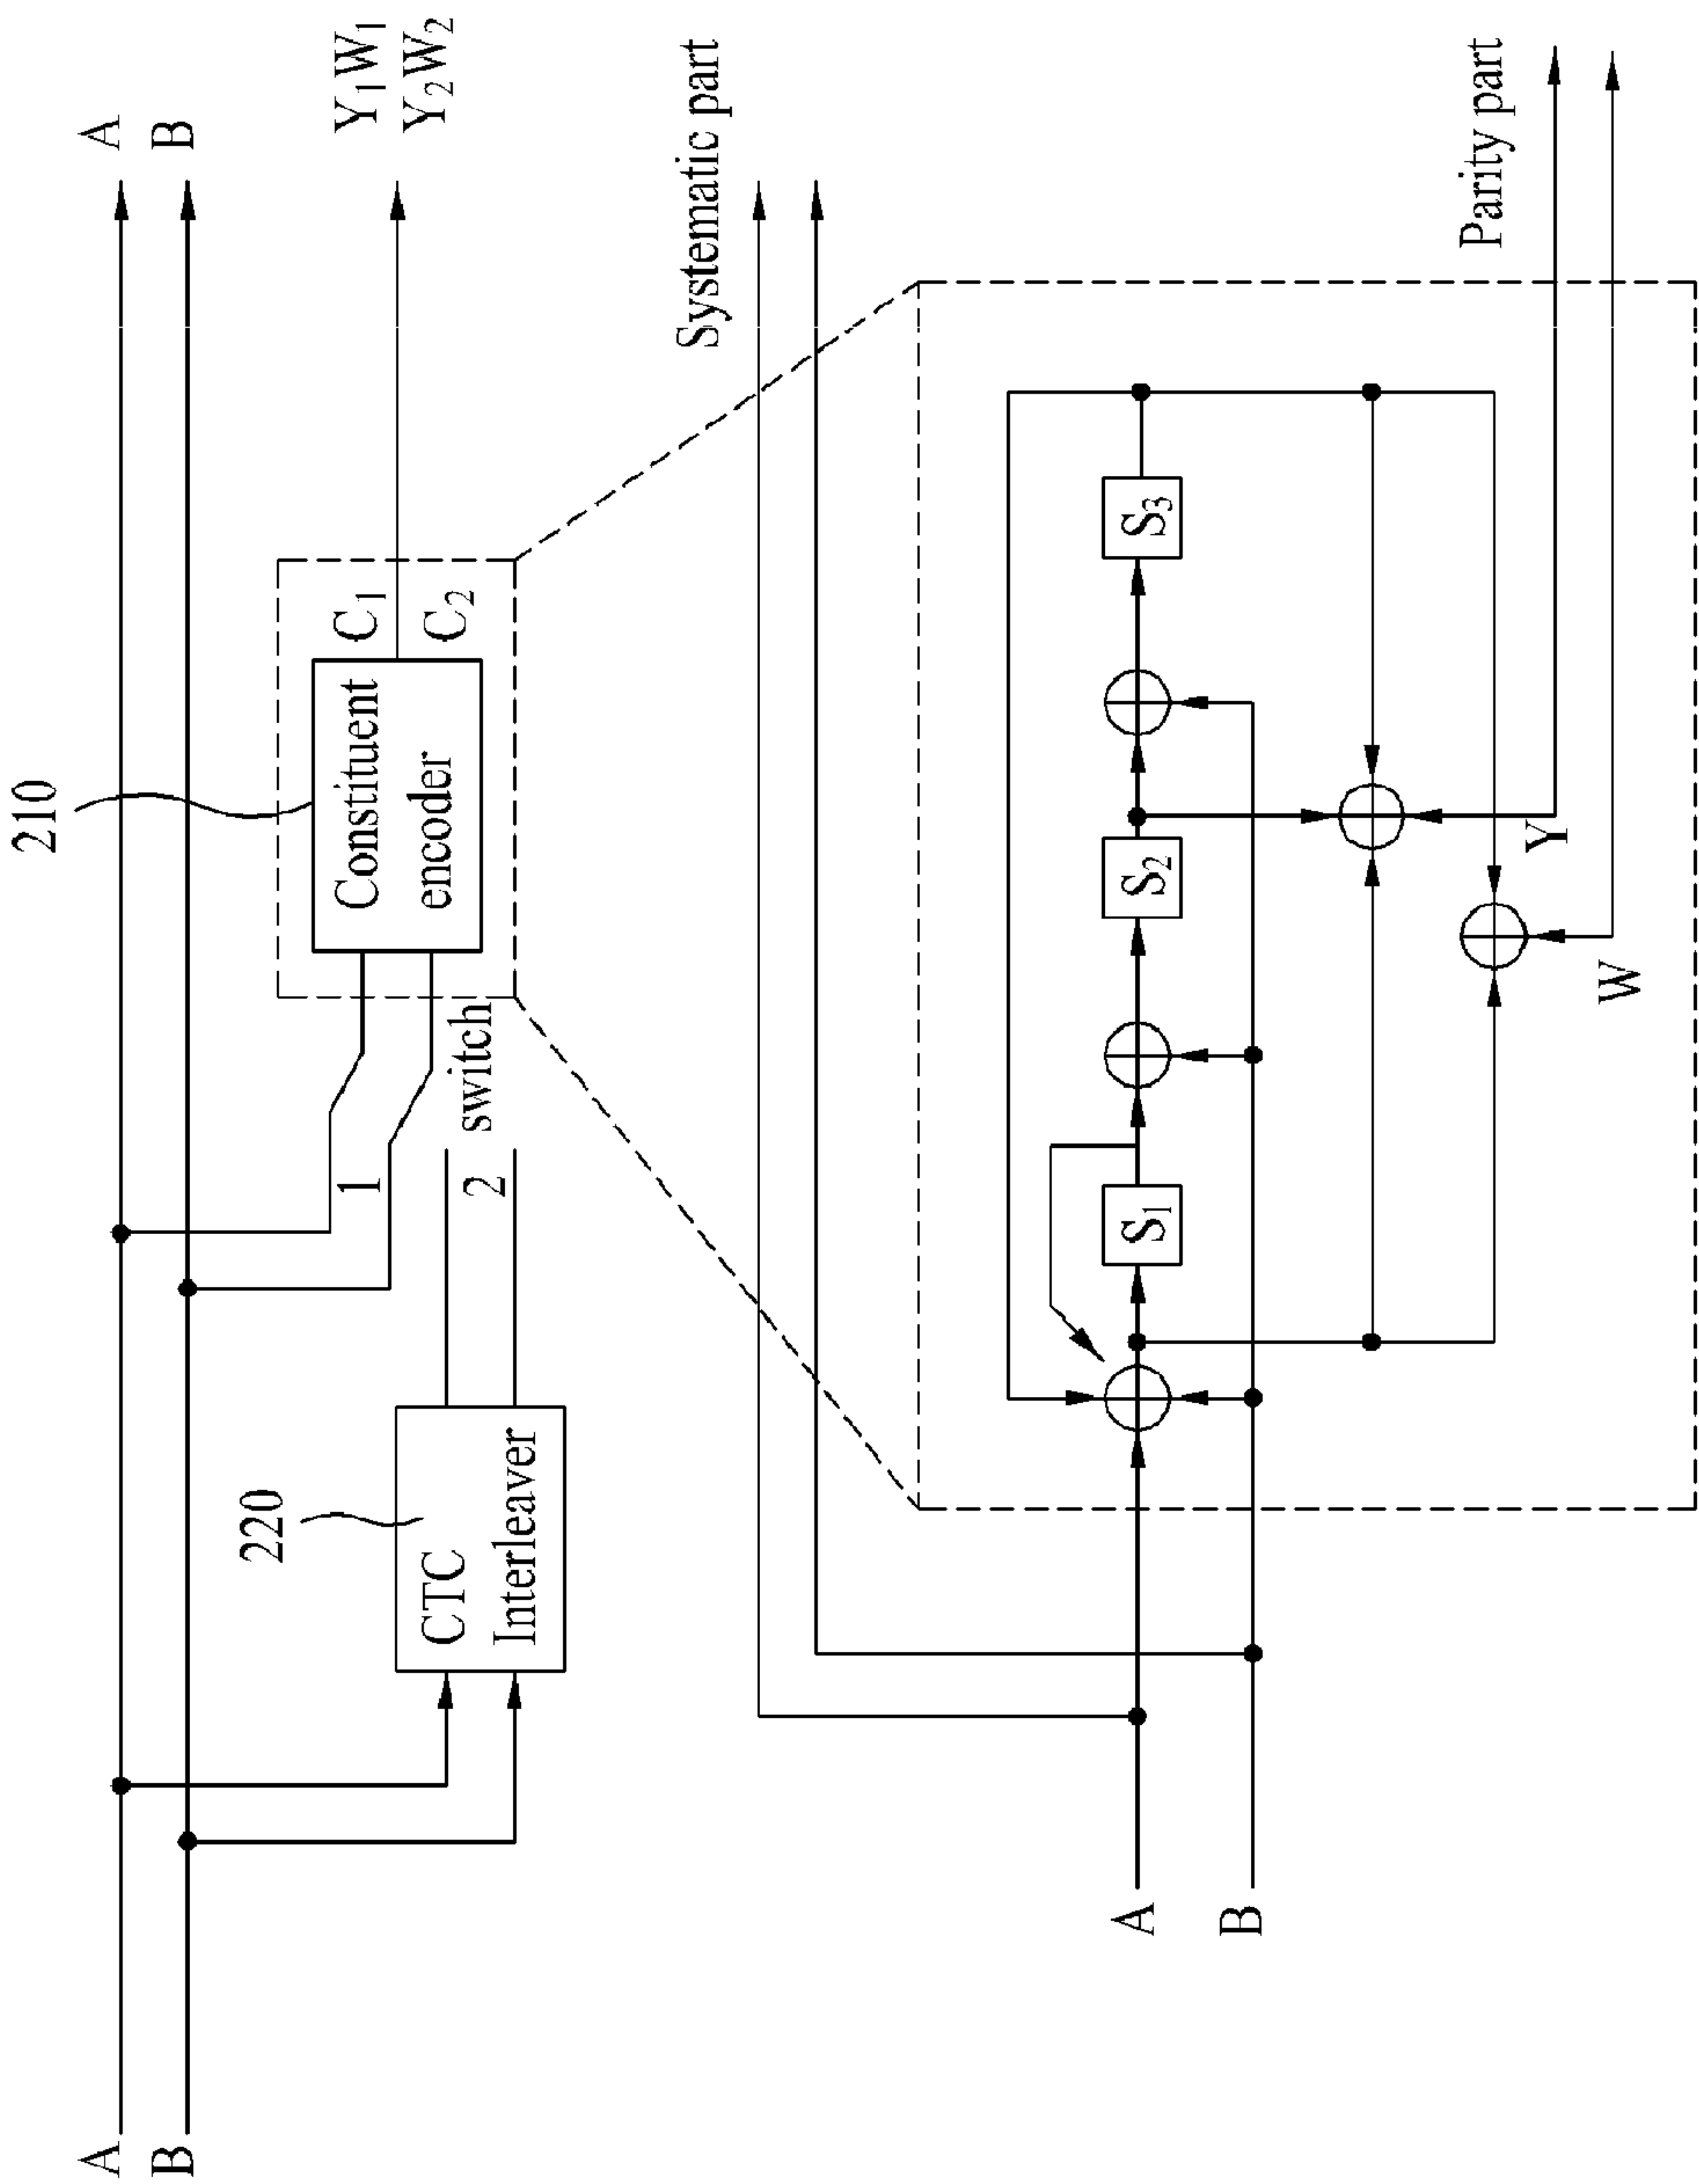 A
B
A
B
210
220
CTC
Interleaver
1
2
switch
Constituent
encoder
C₁
C₂
Y₁W₁
Y₂W₂
Systematic part
A
B
S₁
S₂
S₃
Y
W
Parity part